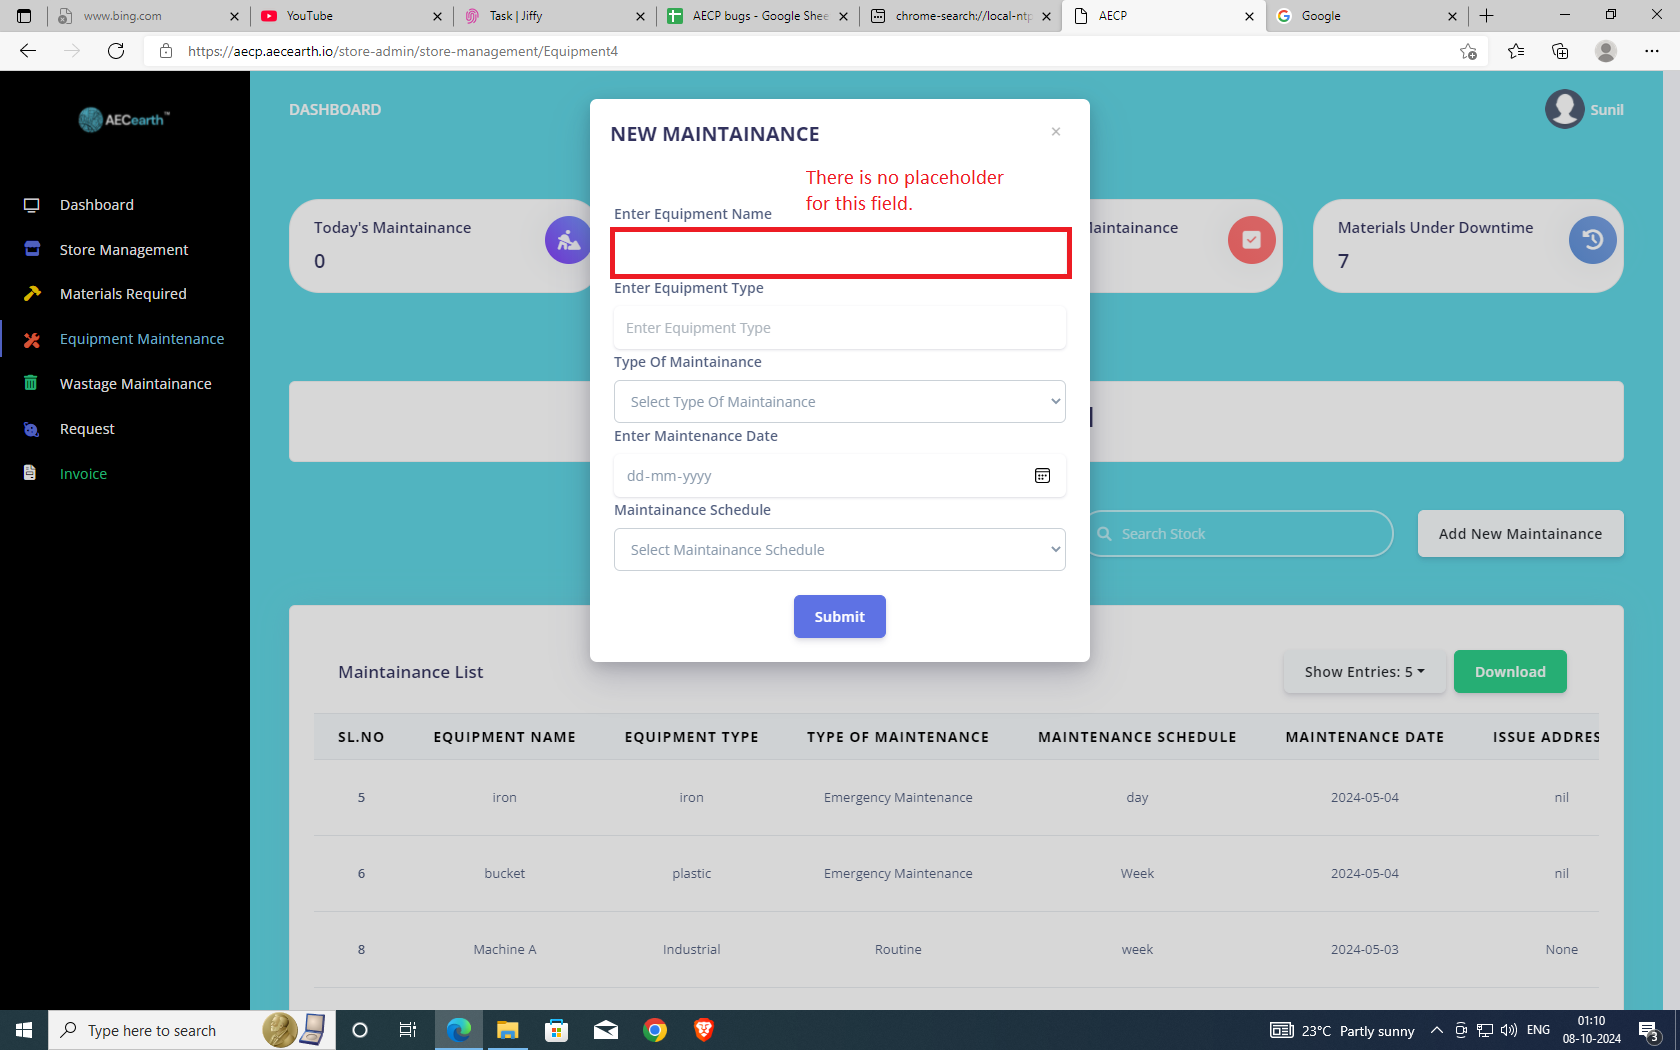 www.bing.com
YouTube
Task | Jiffy
AECP bugs - Google Shee
chrome-search://local-ntp
AECP
Google
https://aecp.aecearth.io/store-admin/store-management/Equipment4
AECearth™
DASHBOARD
Sunil
Dashboard
Store Management
Materials Required
Equipment Maintenance
Wastage Maintainance
Request
Invoice
Today's Maintainance
0
Maintainance
Materials Under Downtime
7
NEW MAINTAINANCE
×
There is no placeholder
for this field.
Enter Equipment Name
Enter Equipment Type
Enter Equipment Type
Type Of Maintainance
Select Type Of Maintainance
Enter Maintenance Date
dd-mm-yyyy
Maintainance Schedule
Select Maintainance Schedule
Submit
Search Stock
Add New Maintainance
Maintainance List
Show Entries: 5
Download
SL.NO EQUIPMENT NAME EQUIPMENT TYPE TYPE OF MAINTENANCE MAINTENANCE SCHEDULE MAINTENANCE DATE ISSUE ADDRES
5 iron iron Emergency Maintenance day 2024-05-04 nil
6 bucket plastic Emergency Maintenance Week 2024-05-04 nil
8 Machine A Industrial Routine week 2024-05-03 None
Type here to search
23°C Partly sunny
ENG
01:10
08-10-2024
3